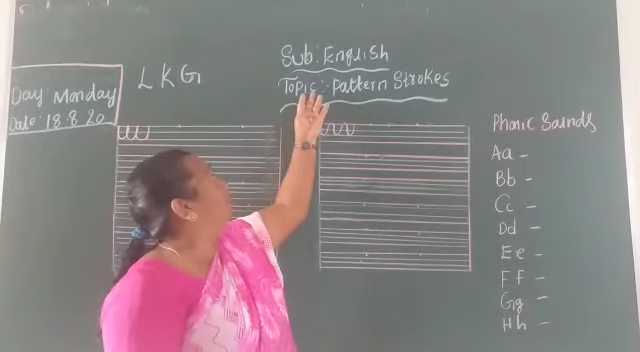 Day: Monday
Date: 18.8.20
LKG
Sub: English
Topic: Pattern Strokes
Phonic Sounds
Aa -
Bb -
Cc -
Dd -
Ee -
Ff -
Gg -
Hh -